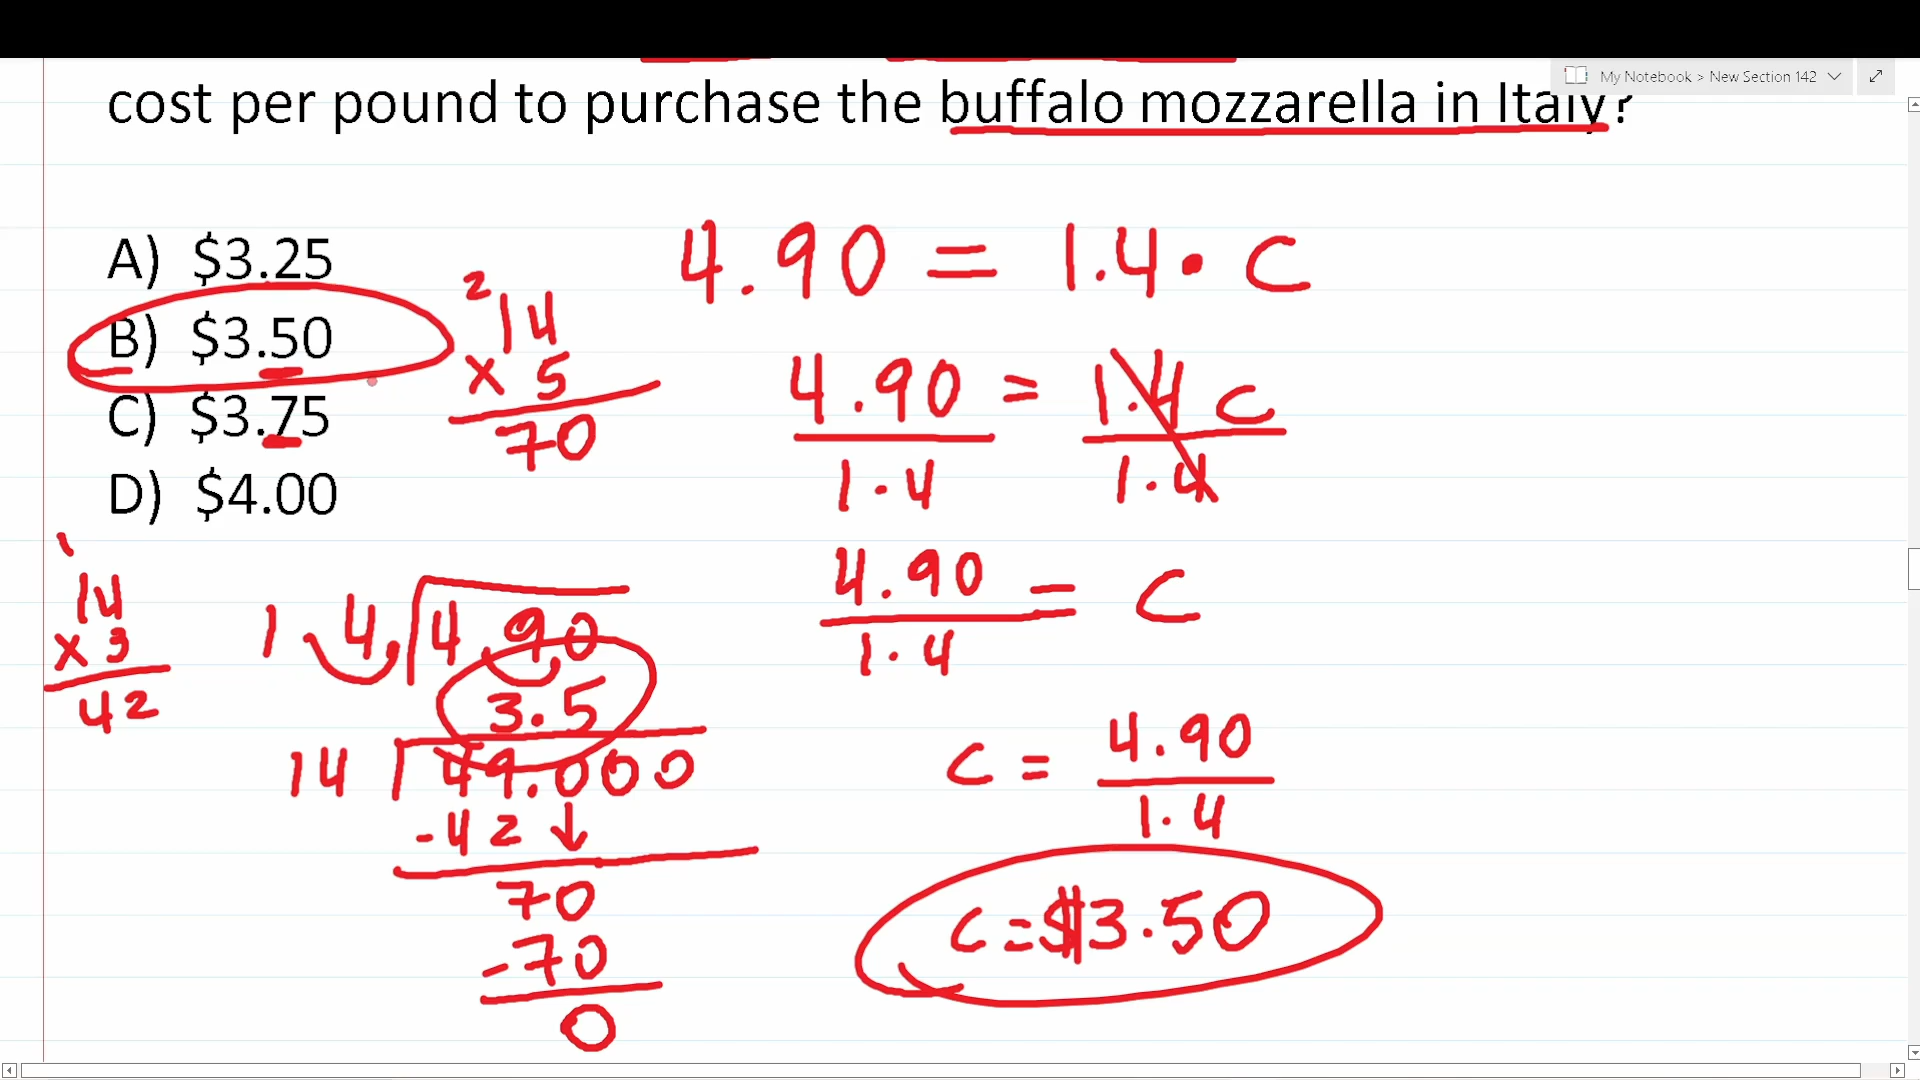 My Notebook > New Section 142
cost per pound to purchase the buffalo mozzarella in Italy?
A) $3.25
B) $3.50
C) $3.75
D) $4.00
2
14
x 5
70
4.90 = 1.4 · C
4.90 = 1.4 C
1.4 1.4
4.90 = C
1.4
C = 4.90
1.4
C = $3.50
1
14
x 3
42
1 4. 4 90
3.5
14 49.000
-42
70
-70
0